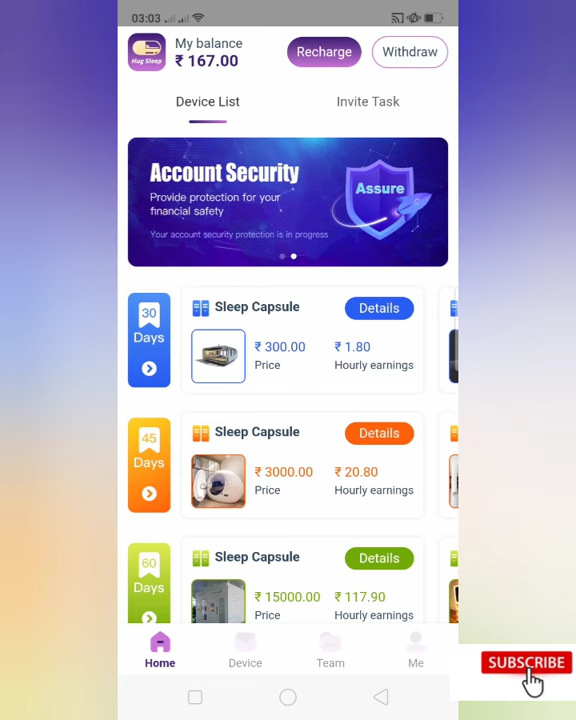 03:03
My balance
₹ 167.00
Recharge
Withdraw
Hug Sleep
Device List
Invite Task
Account Security
Provide protection for your
financial safety
Your account security protection is in progress
Assure
30
Days
Sleep Capsule
Details
₹ 300.00
₹ 1.80
Price
Hourly earnings
45
Days
Sleep Capsule
Details
₹ 3000.00
₹ 20.80
Price
Hourly earnings
60
Days
Sleep Capsule
Details
₹ 15000.00
₹ 117.90
Price
Hourly earnings
Home
Device
Team
Me
SUBSCRIBE